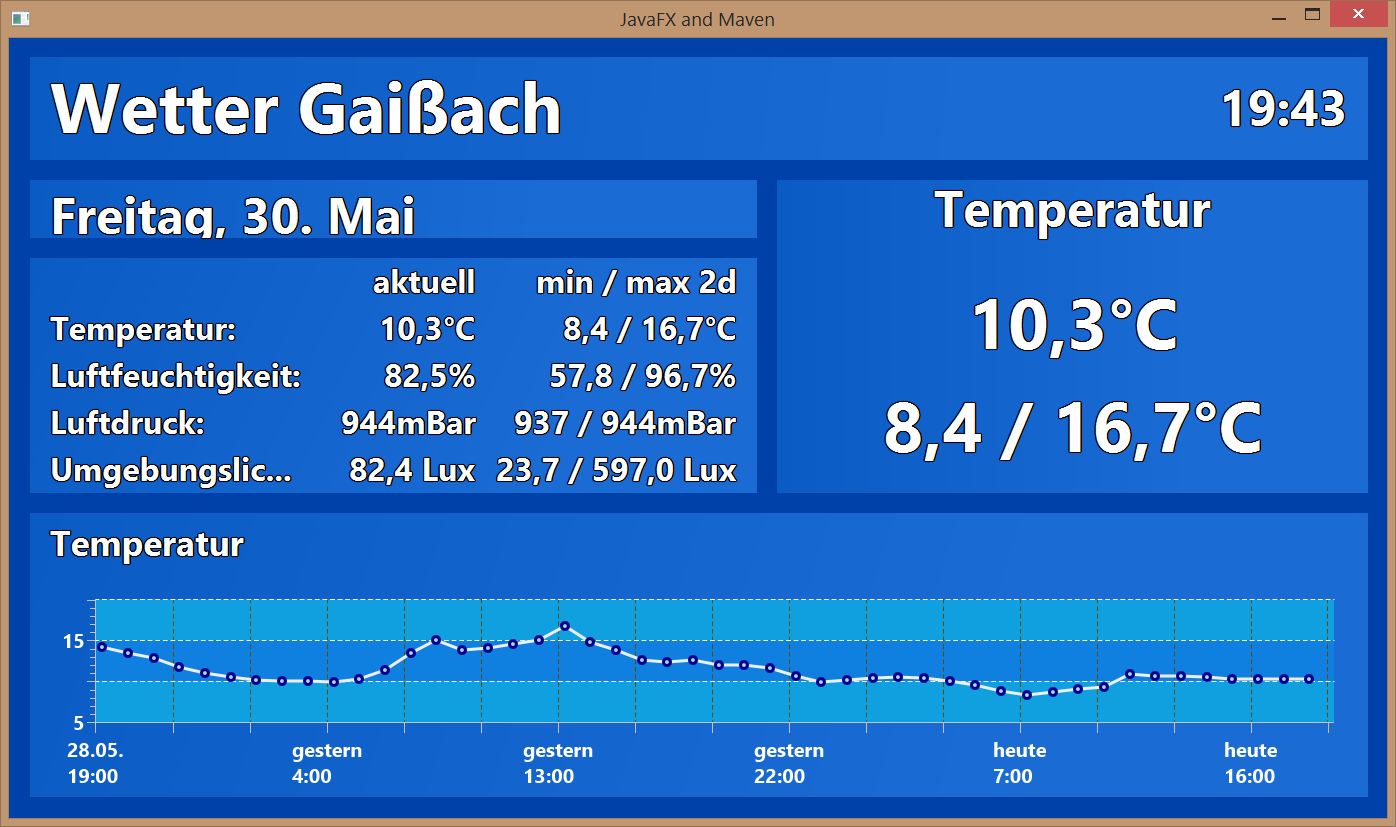 JavaFX and Maven
Wetter Gaißach
19:43
Freitag, 30. Mai
aktuell min / max 2d
Temperatur: 10,3°C 8,4 / 16,7°C
Luftfeuchtigkeit: 82,5% 57,8 / 96,7%
Luftdruck: 944mBar 937 / 944mBar
Umgebungslic... 82,4 Lux 23,7 / 597,0 Lux
Temperatur
10,3°C
8,4 / 16,7°C
Temperatur
15
5
28.05. gestern gestern gestern heute heute
19:00 4:00 13:00 22:00 7:00 16:00